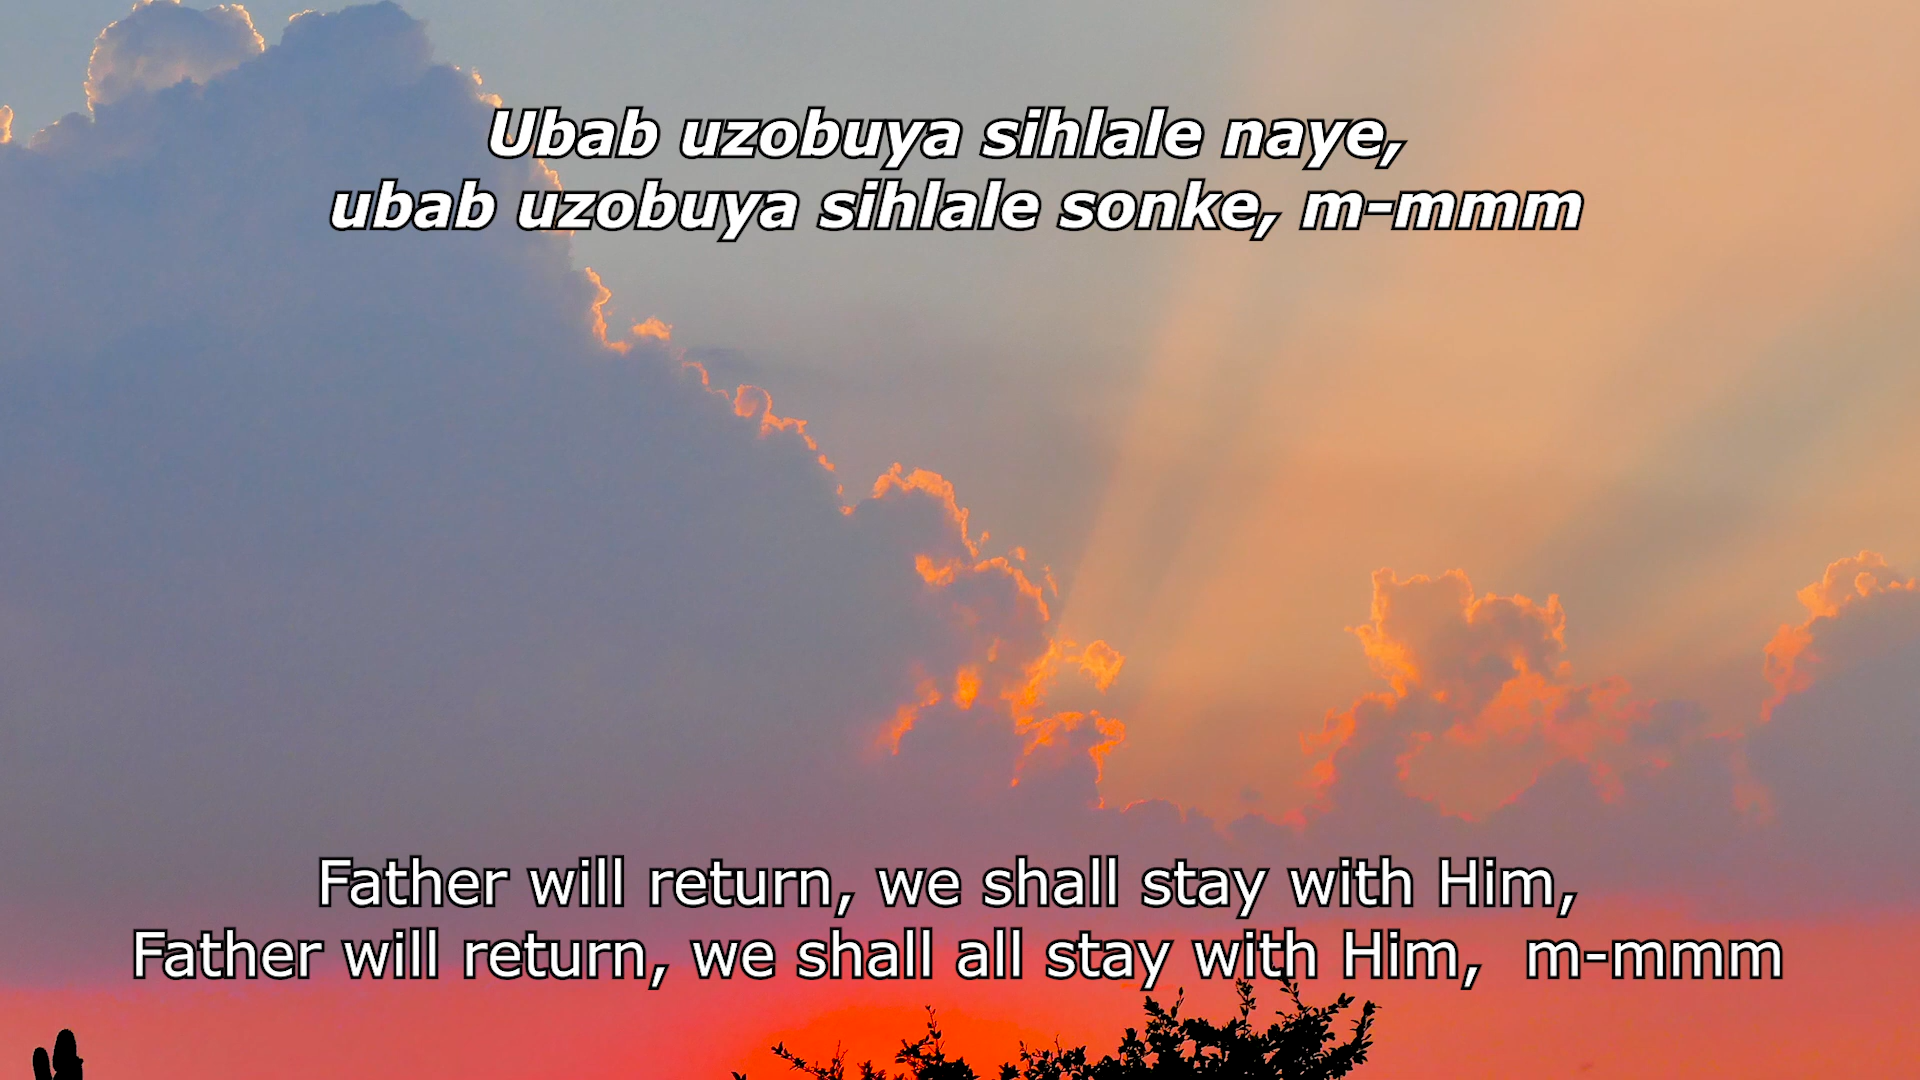 Ubab uzobuya sihlale naye,
ubab uzobuya sihlale sonke, m-mmm
Father will return, we shall stay with Him,
Father will return, we shall all stay with Him,  m-mmm